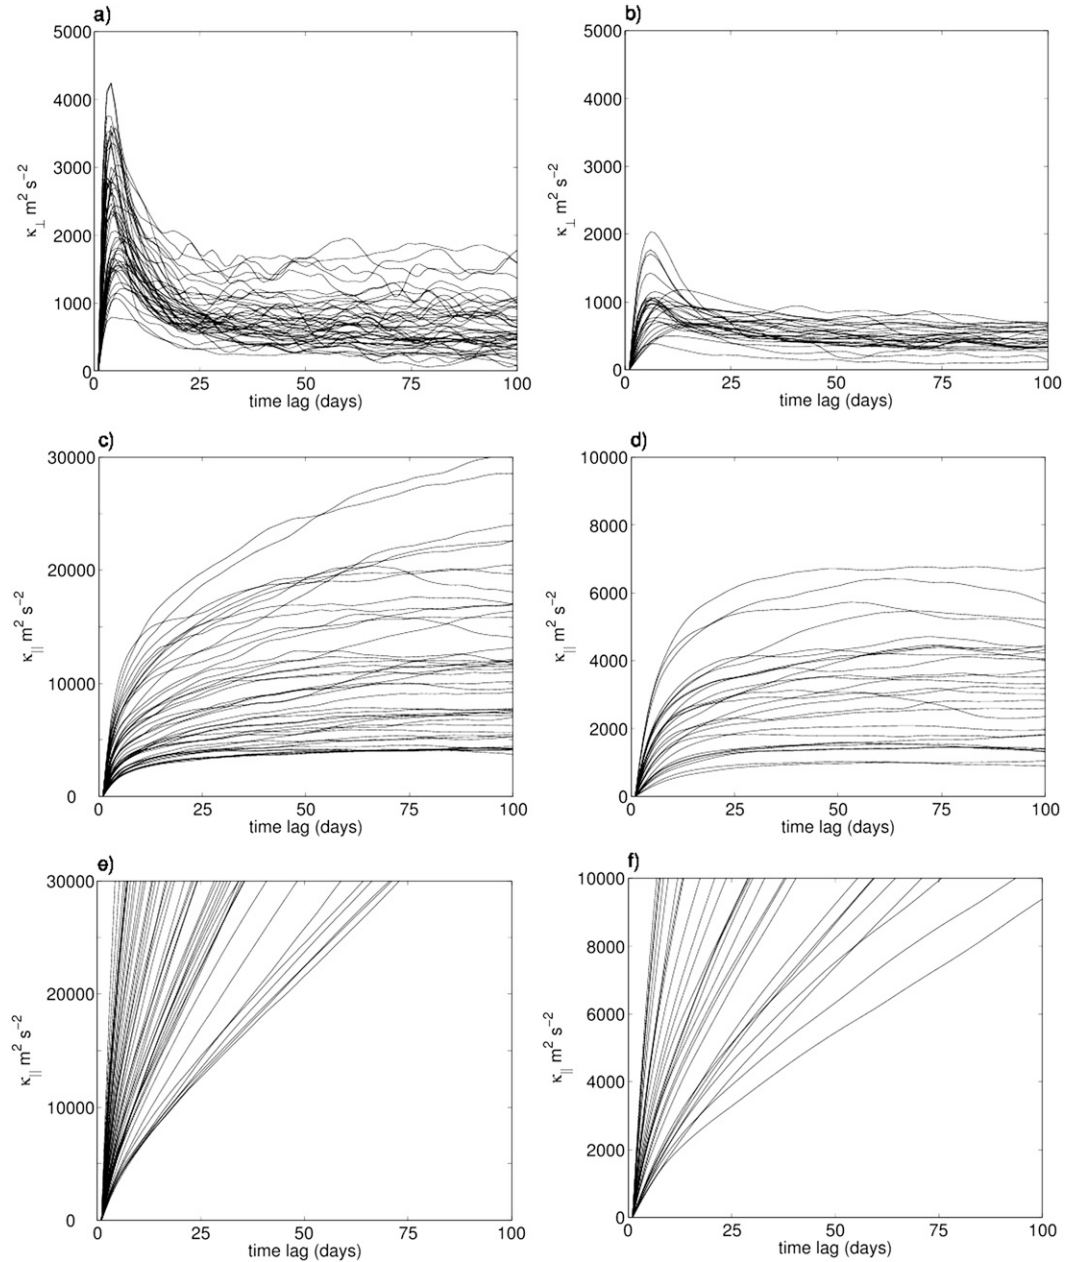 a)
5000
4000
3000
2000
1000
0
κ⊥ m² s⁻²
0 25 50 75 100
time lag (days)
b)
5000
4000
3000
2000
1000
0
κ⊥ m² s⁻²
0 25 50 75 100
time lag (days)
c)
30000
20000
10000
0
κ|| m² s⁻²
0 25 50 75 100
time lag (days)
d)
10000
8000
6000
4000
2000
0
κ|| m² s⁻²
0 25 50 75 100
time lag (days)
e)
30000
20000
10000
0
κ|| m² s⁻²
0 25 50 75 100
time lag (days)
f)
10000
8000
6000
4000
2000
0
κ|| m² s⁻²
0 25 50 75 100
time lag (days)